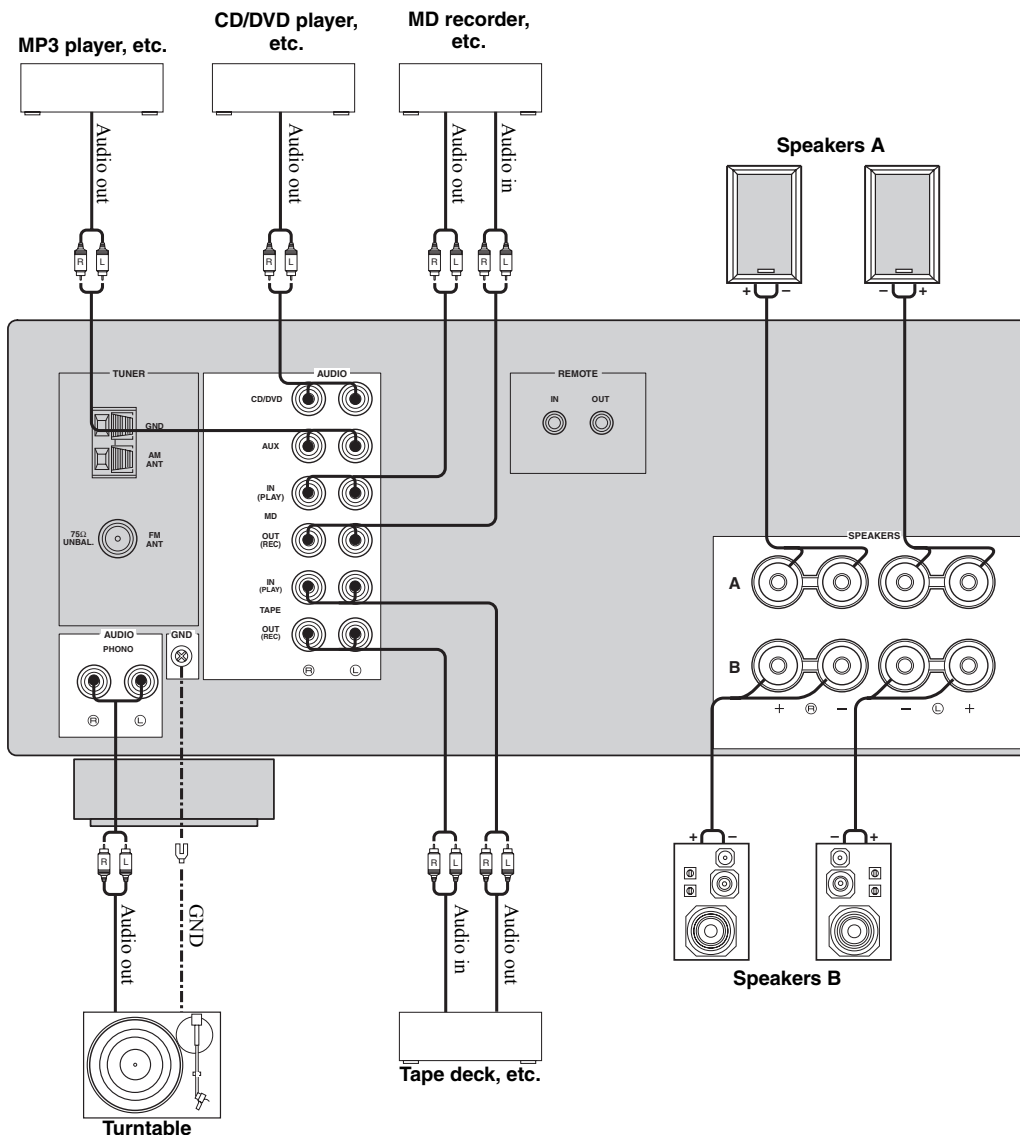 MP3 player, etc.
CD/DVD player,
etc.
MD recorder,
etc.
Audio out
Audio out
Audio out
Audio in
R L
R L
R L
R L
Speakers A
+ −
− +
TUNER
GND
AM
ANT
75Ω
UNBAL.
FM
ANT
AUDIO
CD/DVD
AUX
IN
(PLAY)
MD
OUT
(REC)
IN
(PLAY)
TAPE
OUT
(REC)
R L
REMOTE
IN OUT
SPEAKERS
A
B
+ R − − L +
AUDIO
PHONO
R L
GND
R L
R L
R L
Audio out
GND
Audio in
Audio out
+ −
− +
Speakers B
Turntable
Tape deck, etc.